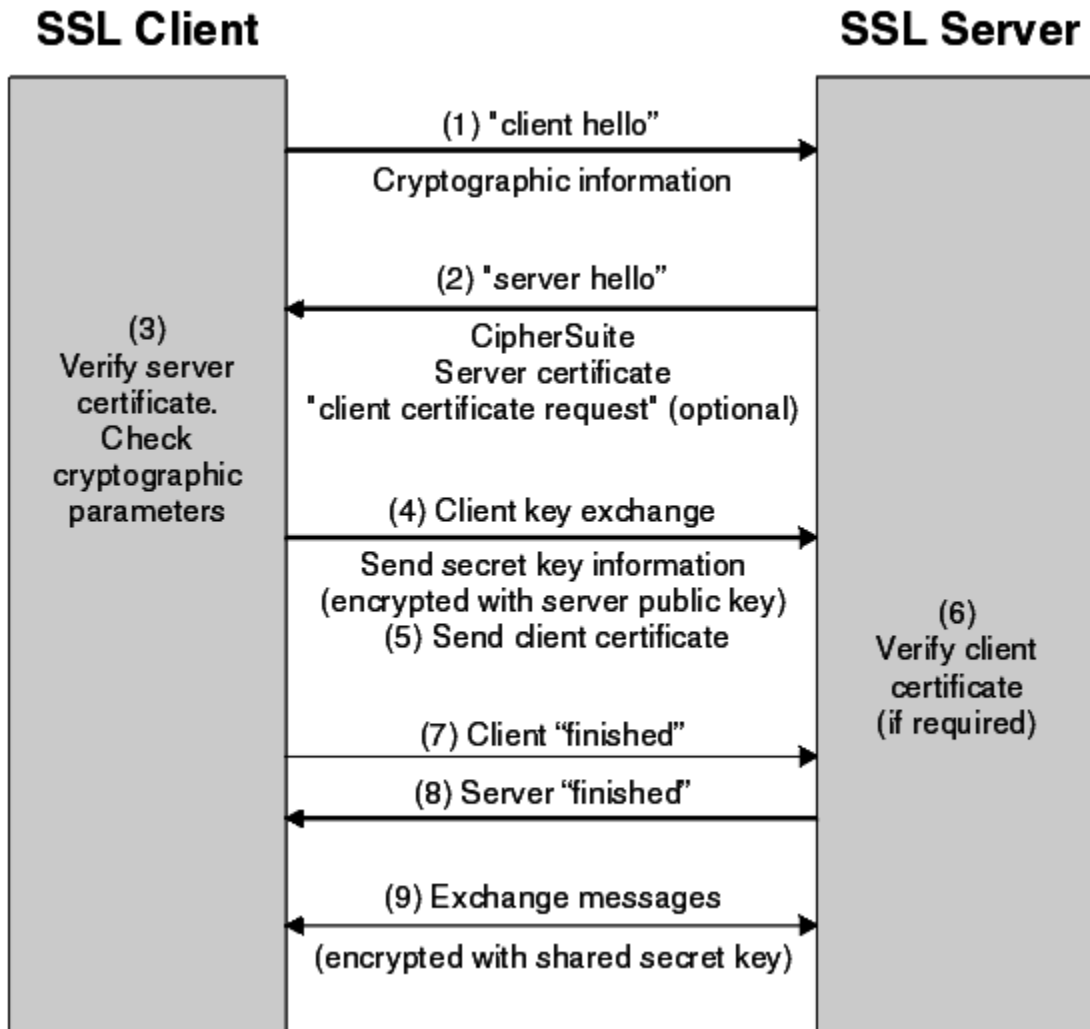 SSL Client
SSL Server
(1) "client hello”
Cryptographic information
(2) "server hello”
CipherSuite
Server certificate
"client certificate request" (optional)
(3)
Verify server
certificate.
Check
cryptographic
parameters
(4) Client key exchange
Send secret key information
(encrypted with server public key)
(5) Send client certificate
(6)
Verify client
certificate
(if required)
(7) Client “finished”
(8) Server “finished”
(9) Exchange messages
(encrypted with shared secret key)